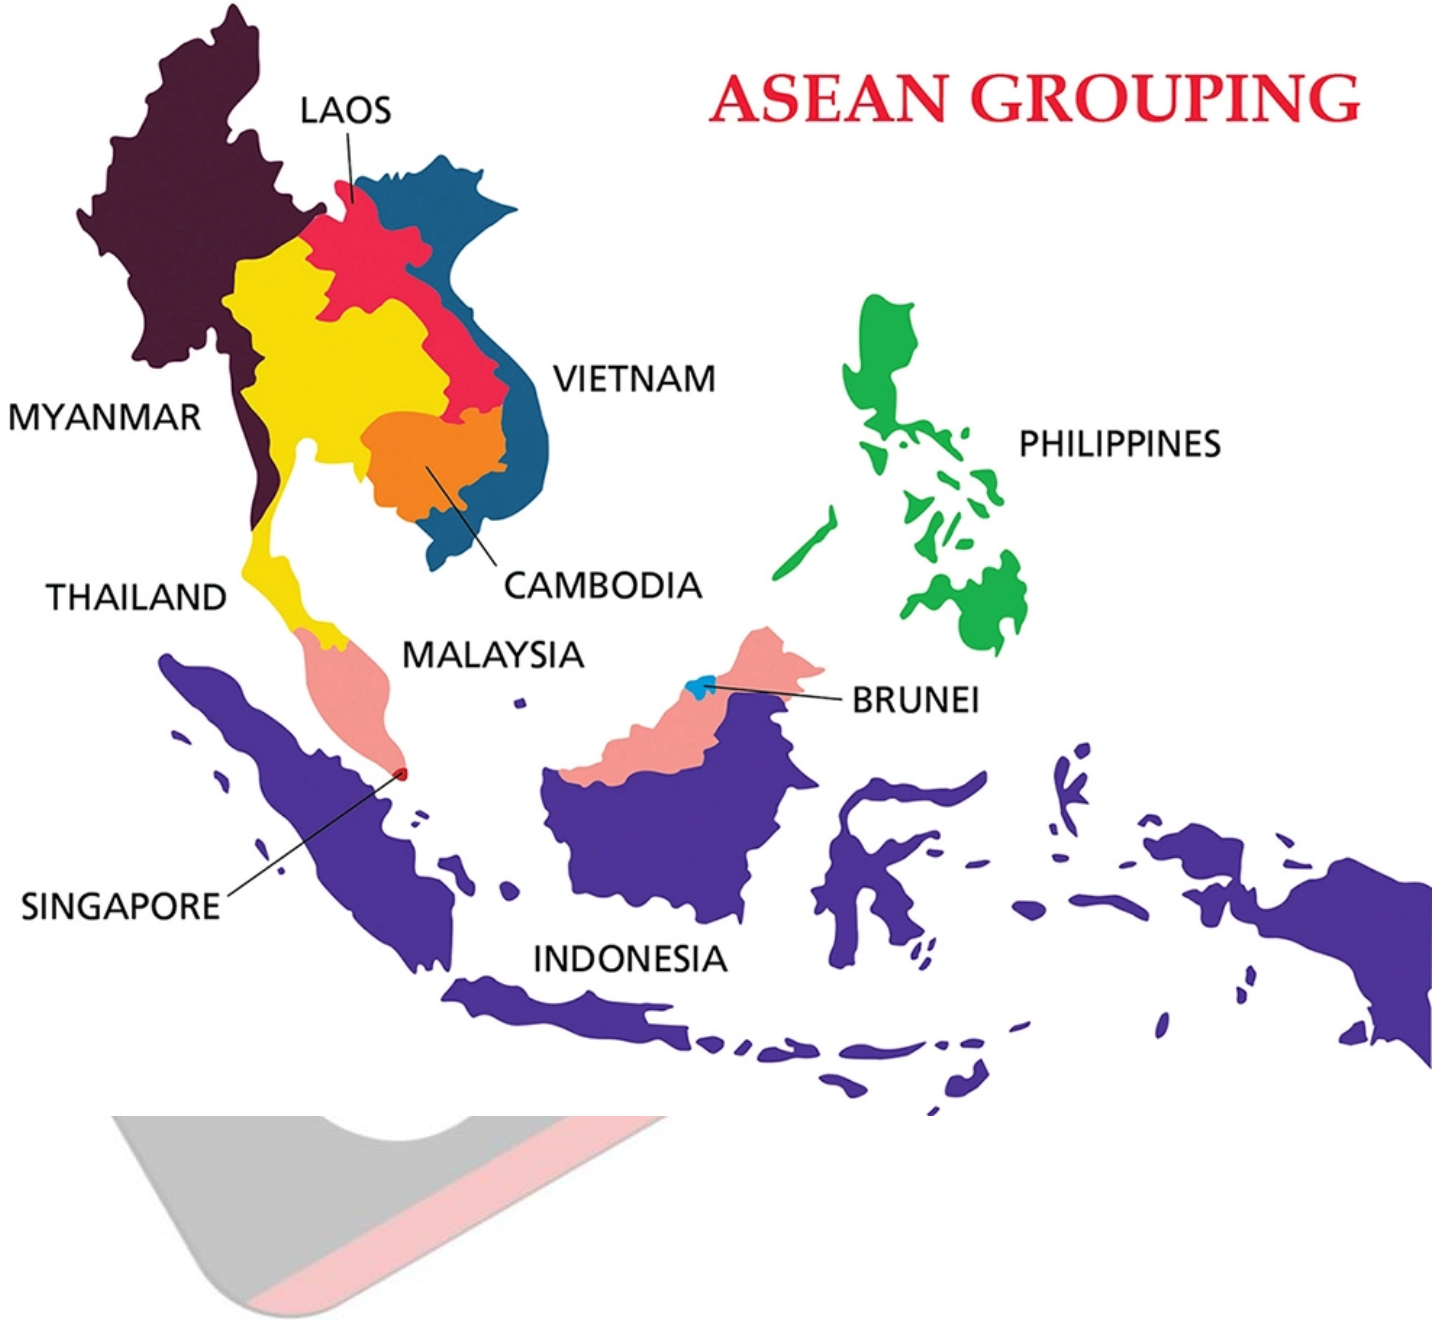 ASEAN GROUPING
LAOS
VIETNAM
MYANMAR
PHILIPPINES
CAMBODIA
THAILAND
MALAYSIA
BRUNEI
SINGAPORE
INDONESIA